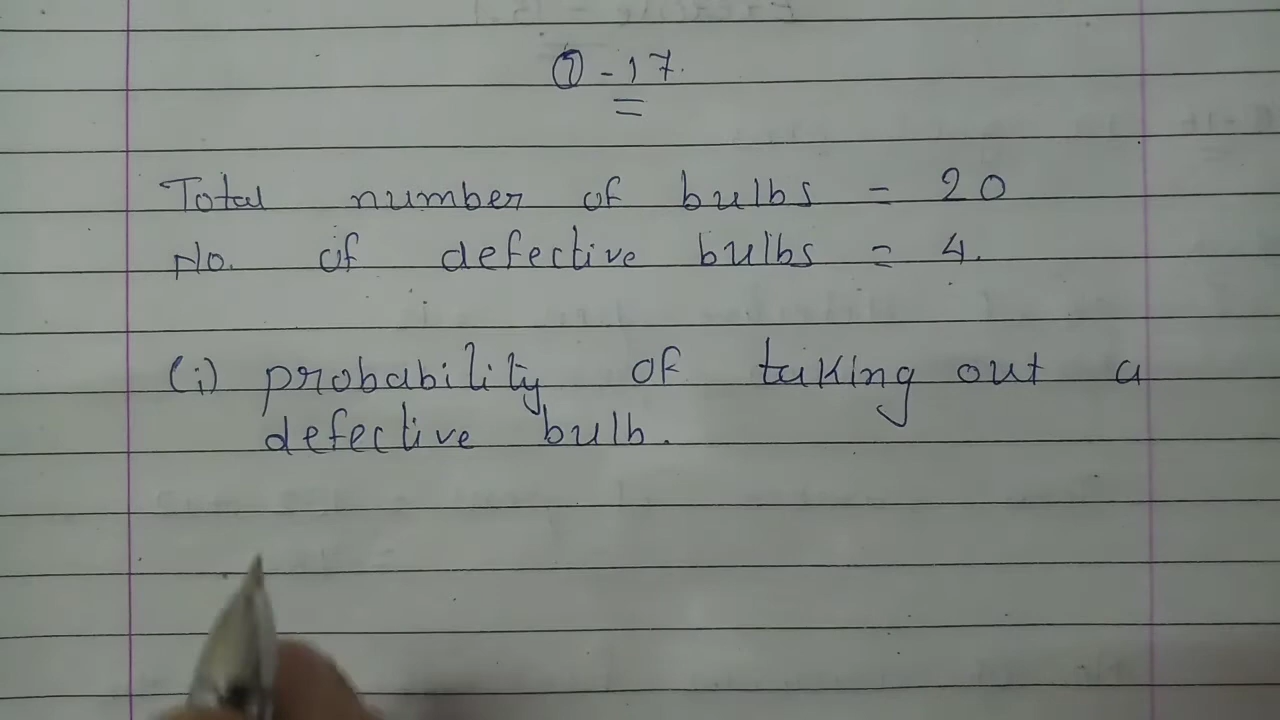 Q-17.
Total number of bulbs = 20
No. of defective bulbs = 4.
(i) probability of taking out a
defective bulb.